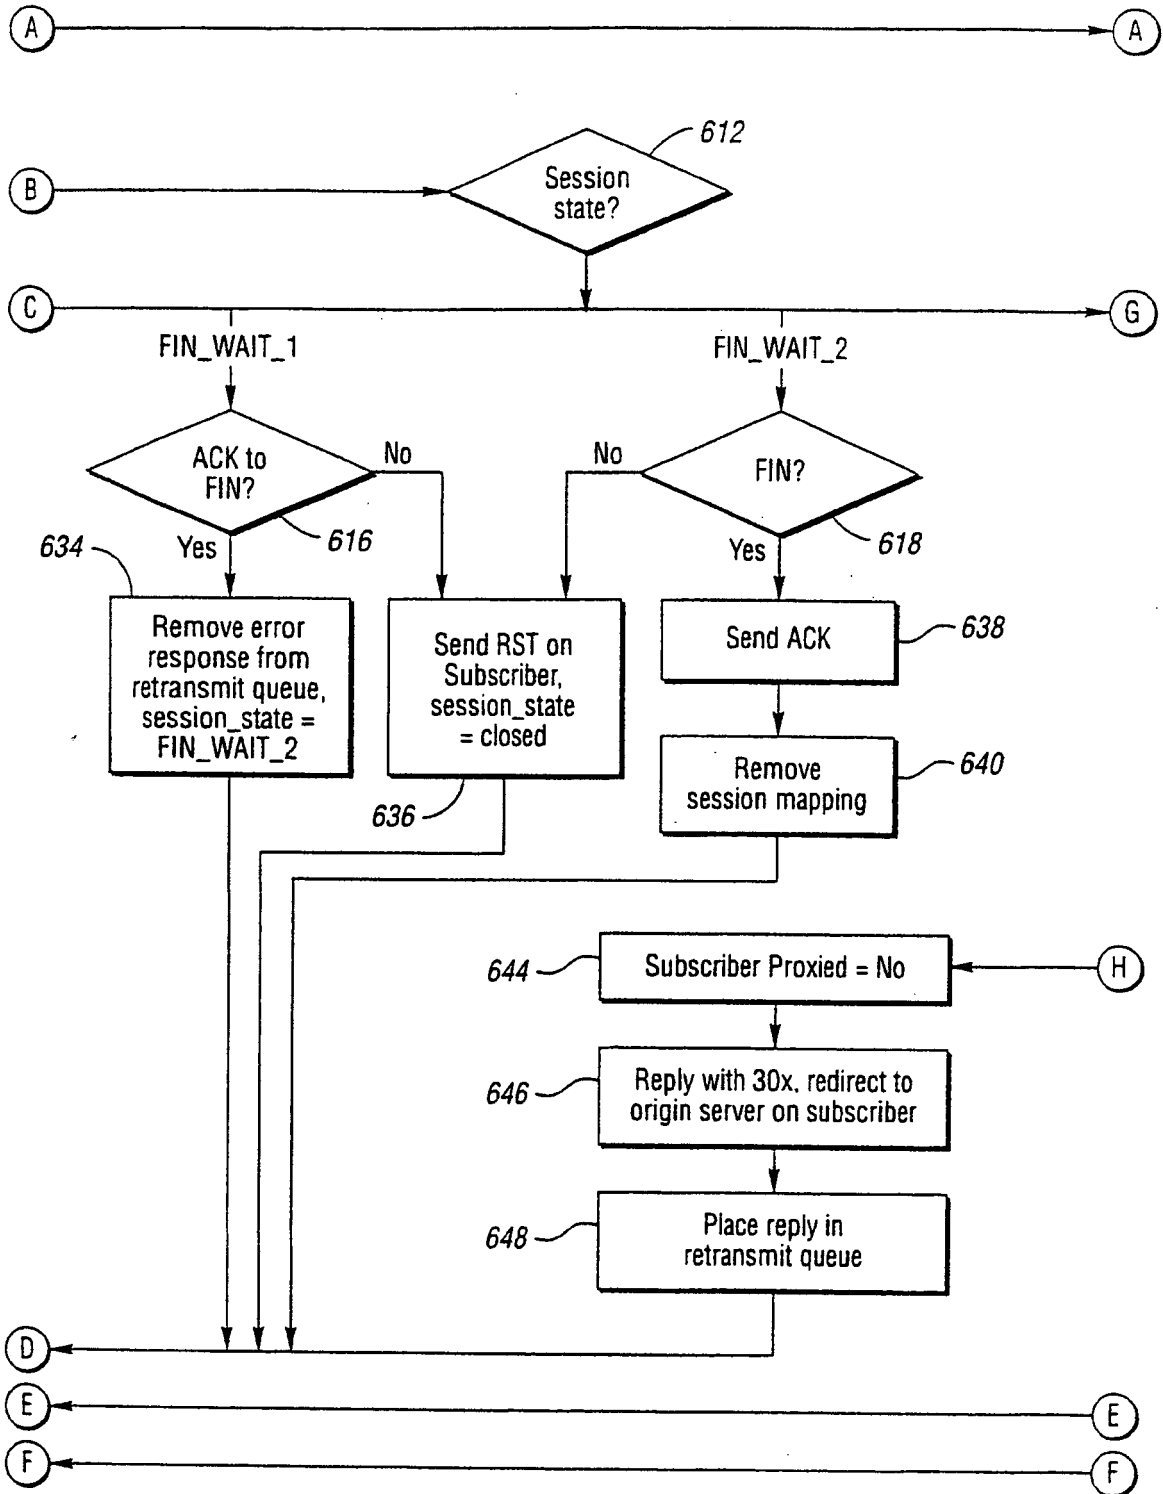 A
A
612
B
Session
state?
C
G
FIN_WAIT_1
FIN_WAIT_2
ACK to
FIN?
No
No
FIN?
634
Yes
616
Yes
618
Remove error
response from
retransmit queue,
session_state =
FIN_WAIT_2
Send RST on
Subscriber,
session_state
= closed
Send ACK
638
636
Remove
session mapping
640
644
Subscriber Proxied = No
H
646
Reply with 30x, redirect to
origin server on subscriber
648
Place reply in
retransmit queue
D
E
E
F
F